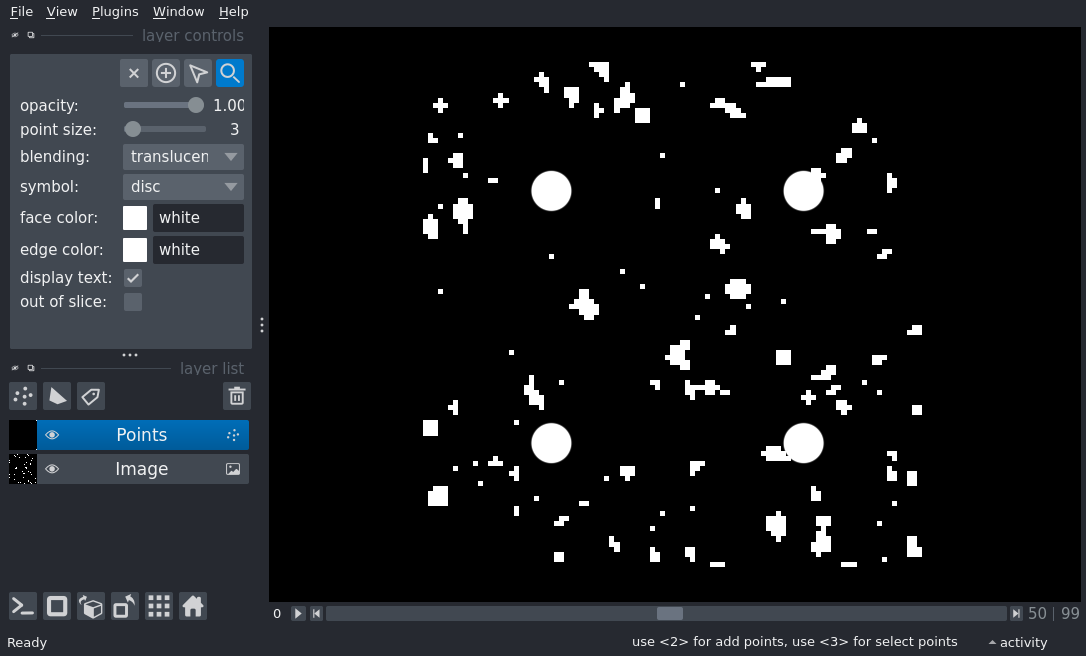 File View Plugins Window Help
layer controls
opacity: 1.00
point size: 3
blending: translucen
symbol: disc
face color: white
edge color: white
display text:
out of slice:
layer list
Points
Image
0 50 | 99
Ready use <2> for add points, use <3> for select points activity